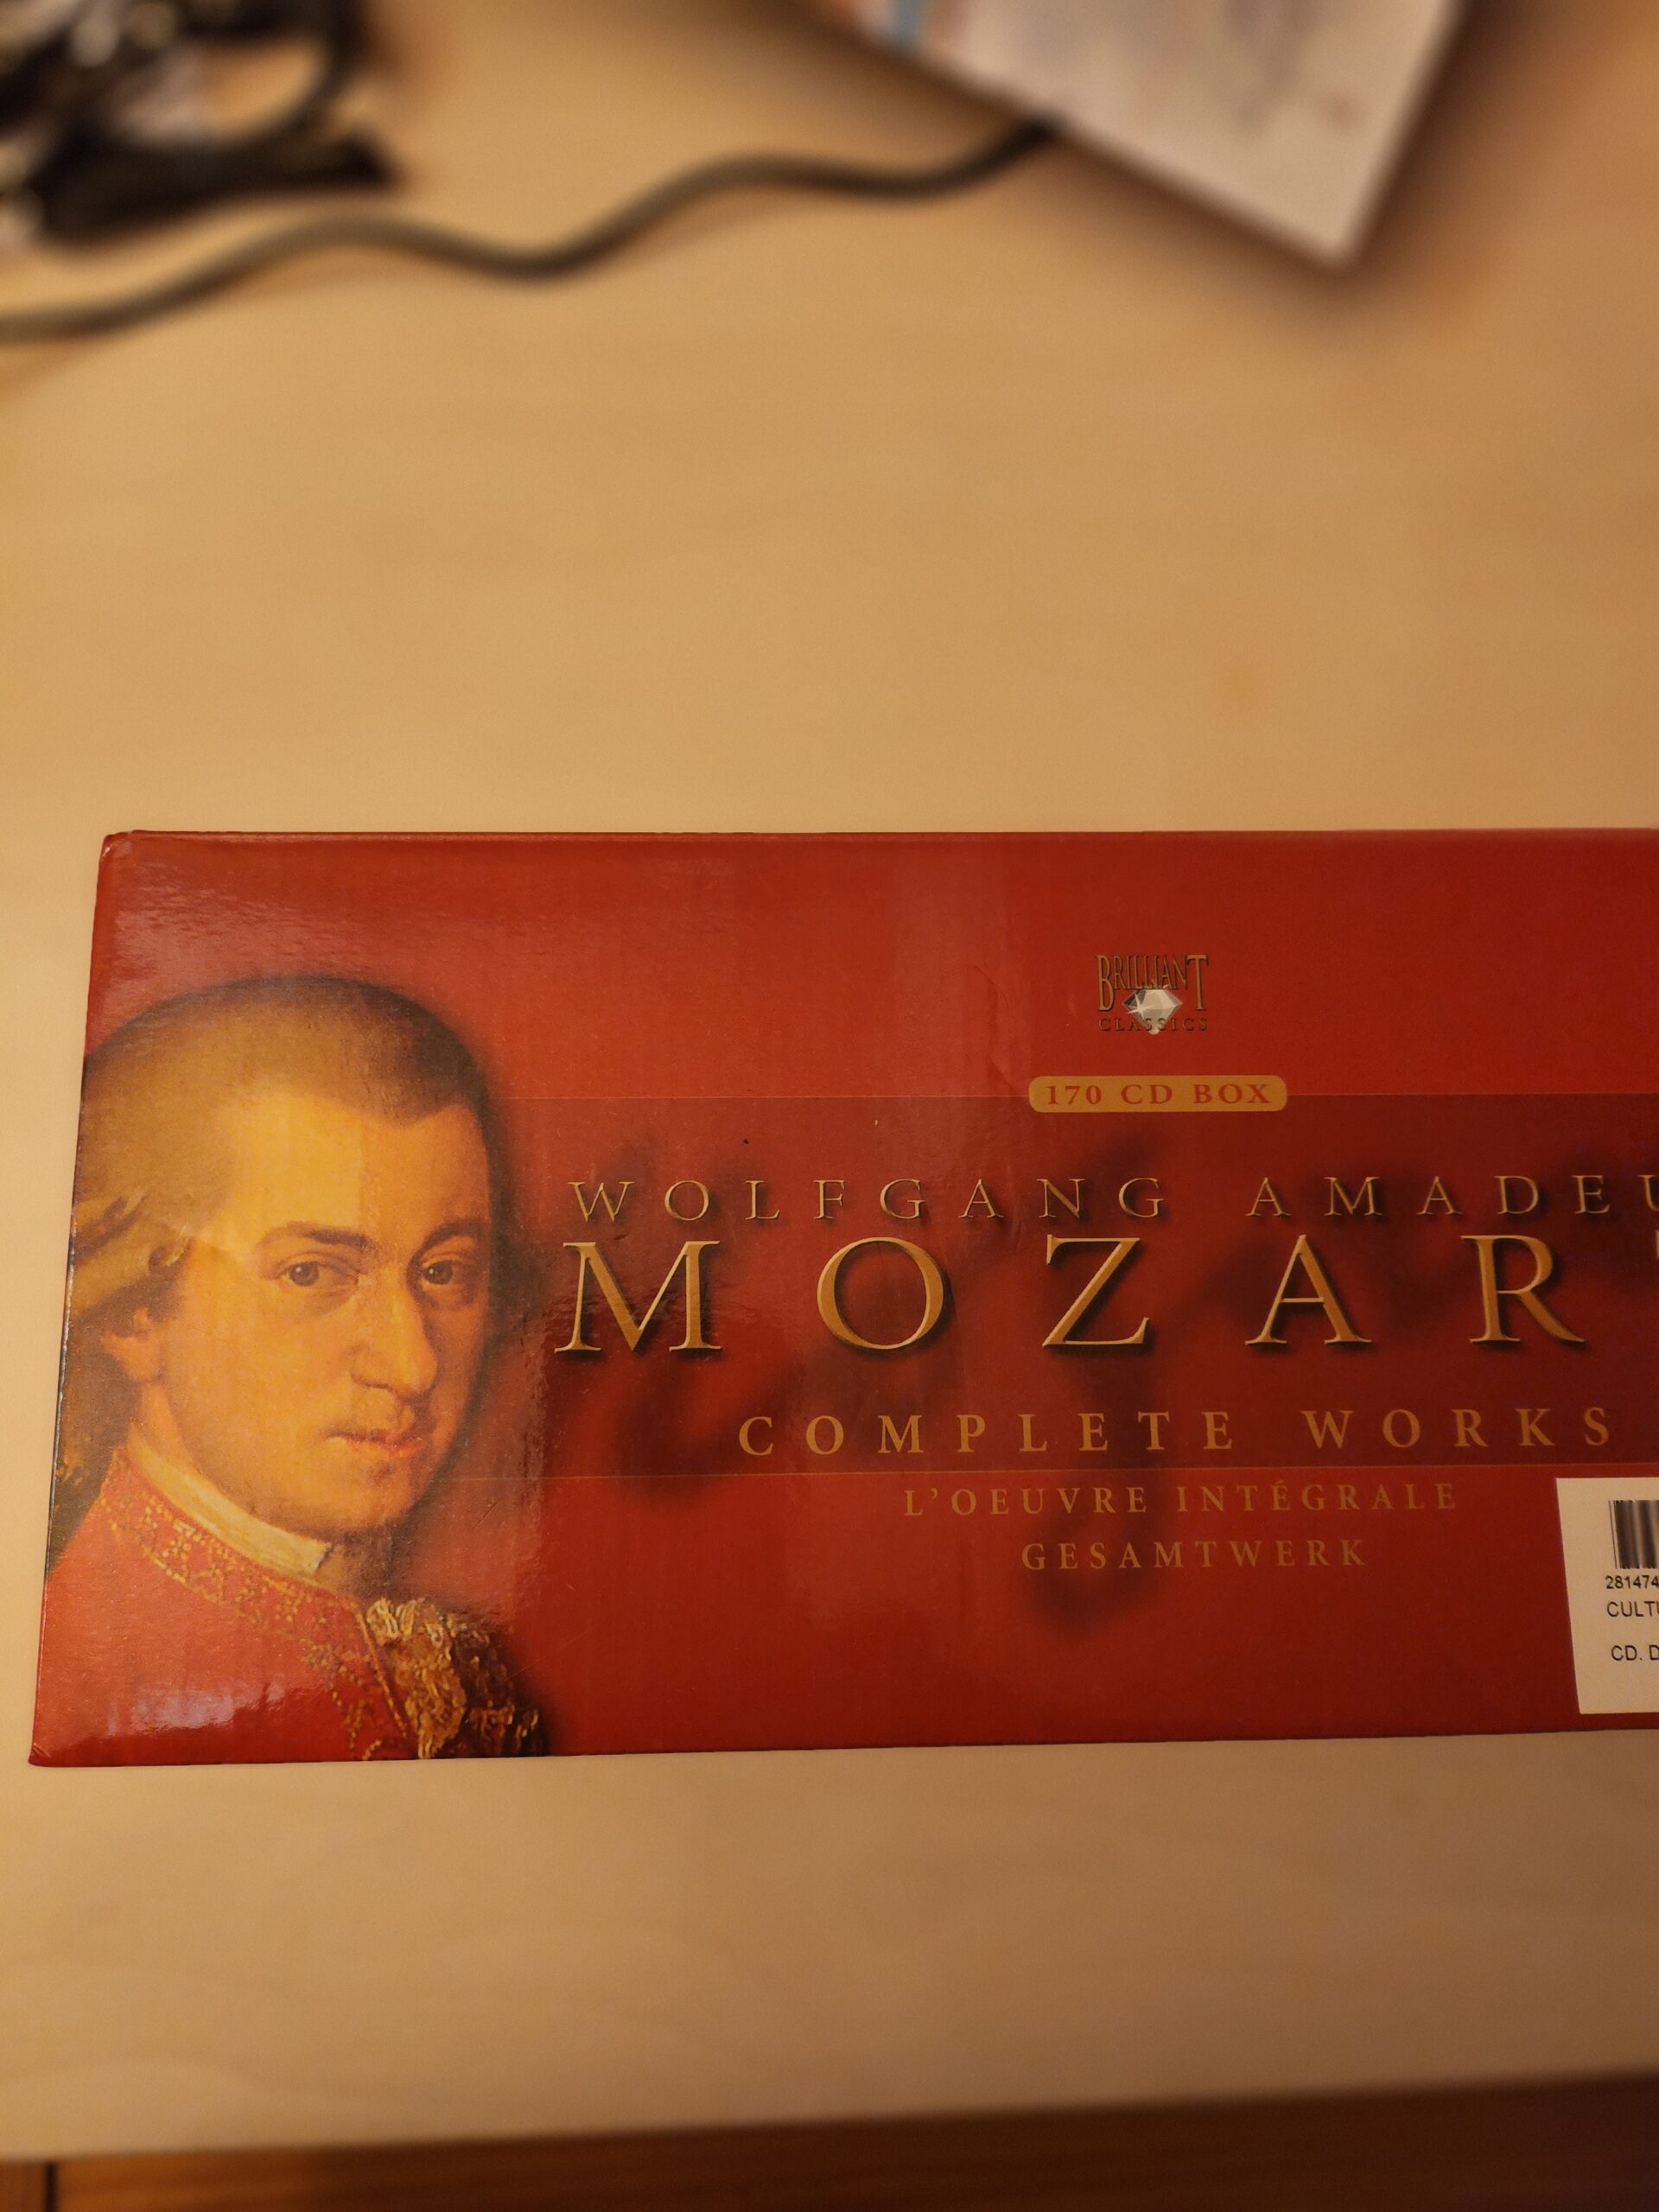 BRILLIANT
CLASSICS
170 CD BOX
WOLFGANG AMADEU
MOZAR
COMPLETE WORKS
L'OEUVRE INTÉGRALE
GESAMTWERK
281474
CULTU
CD. D